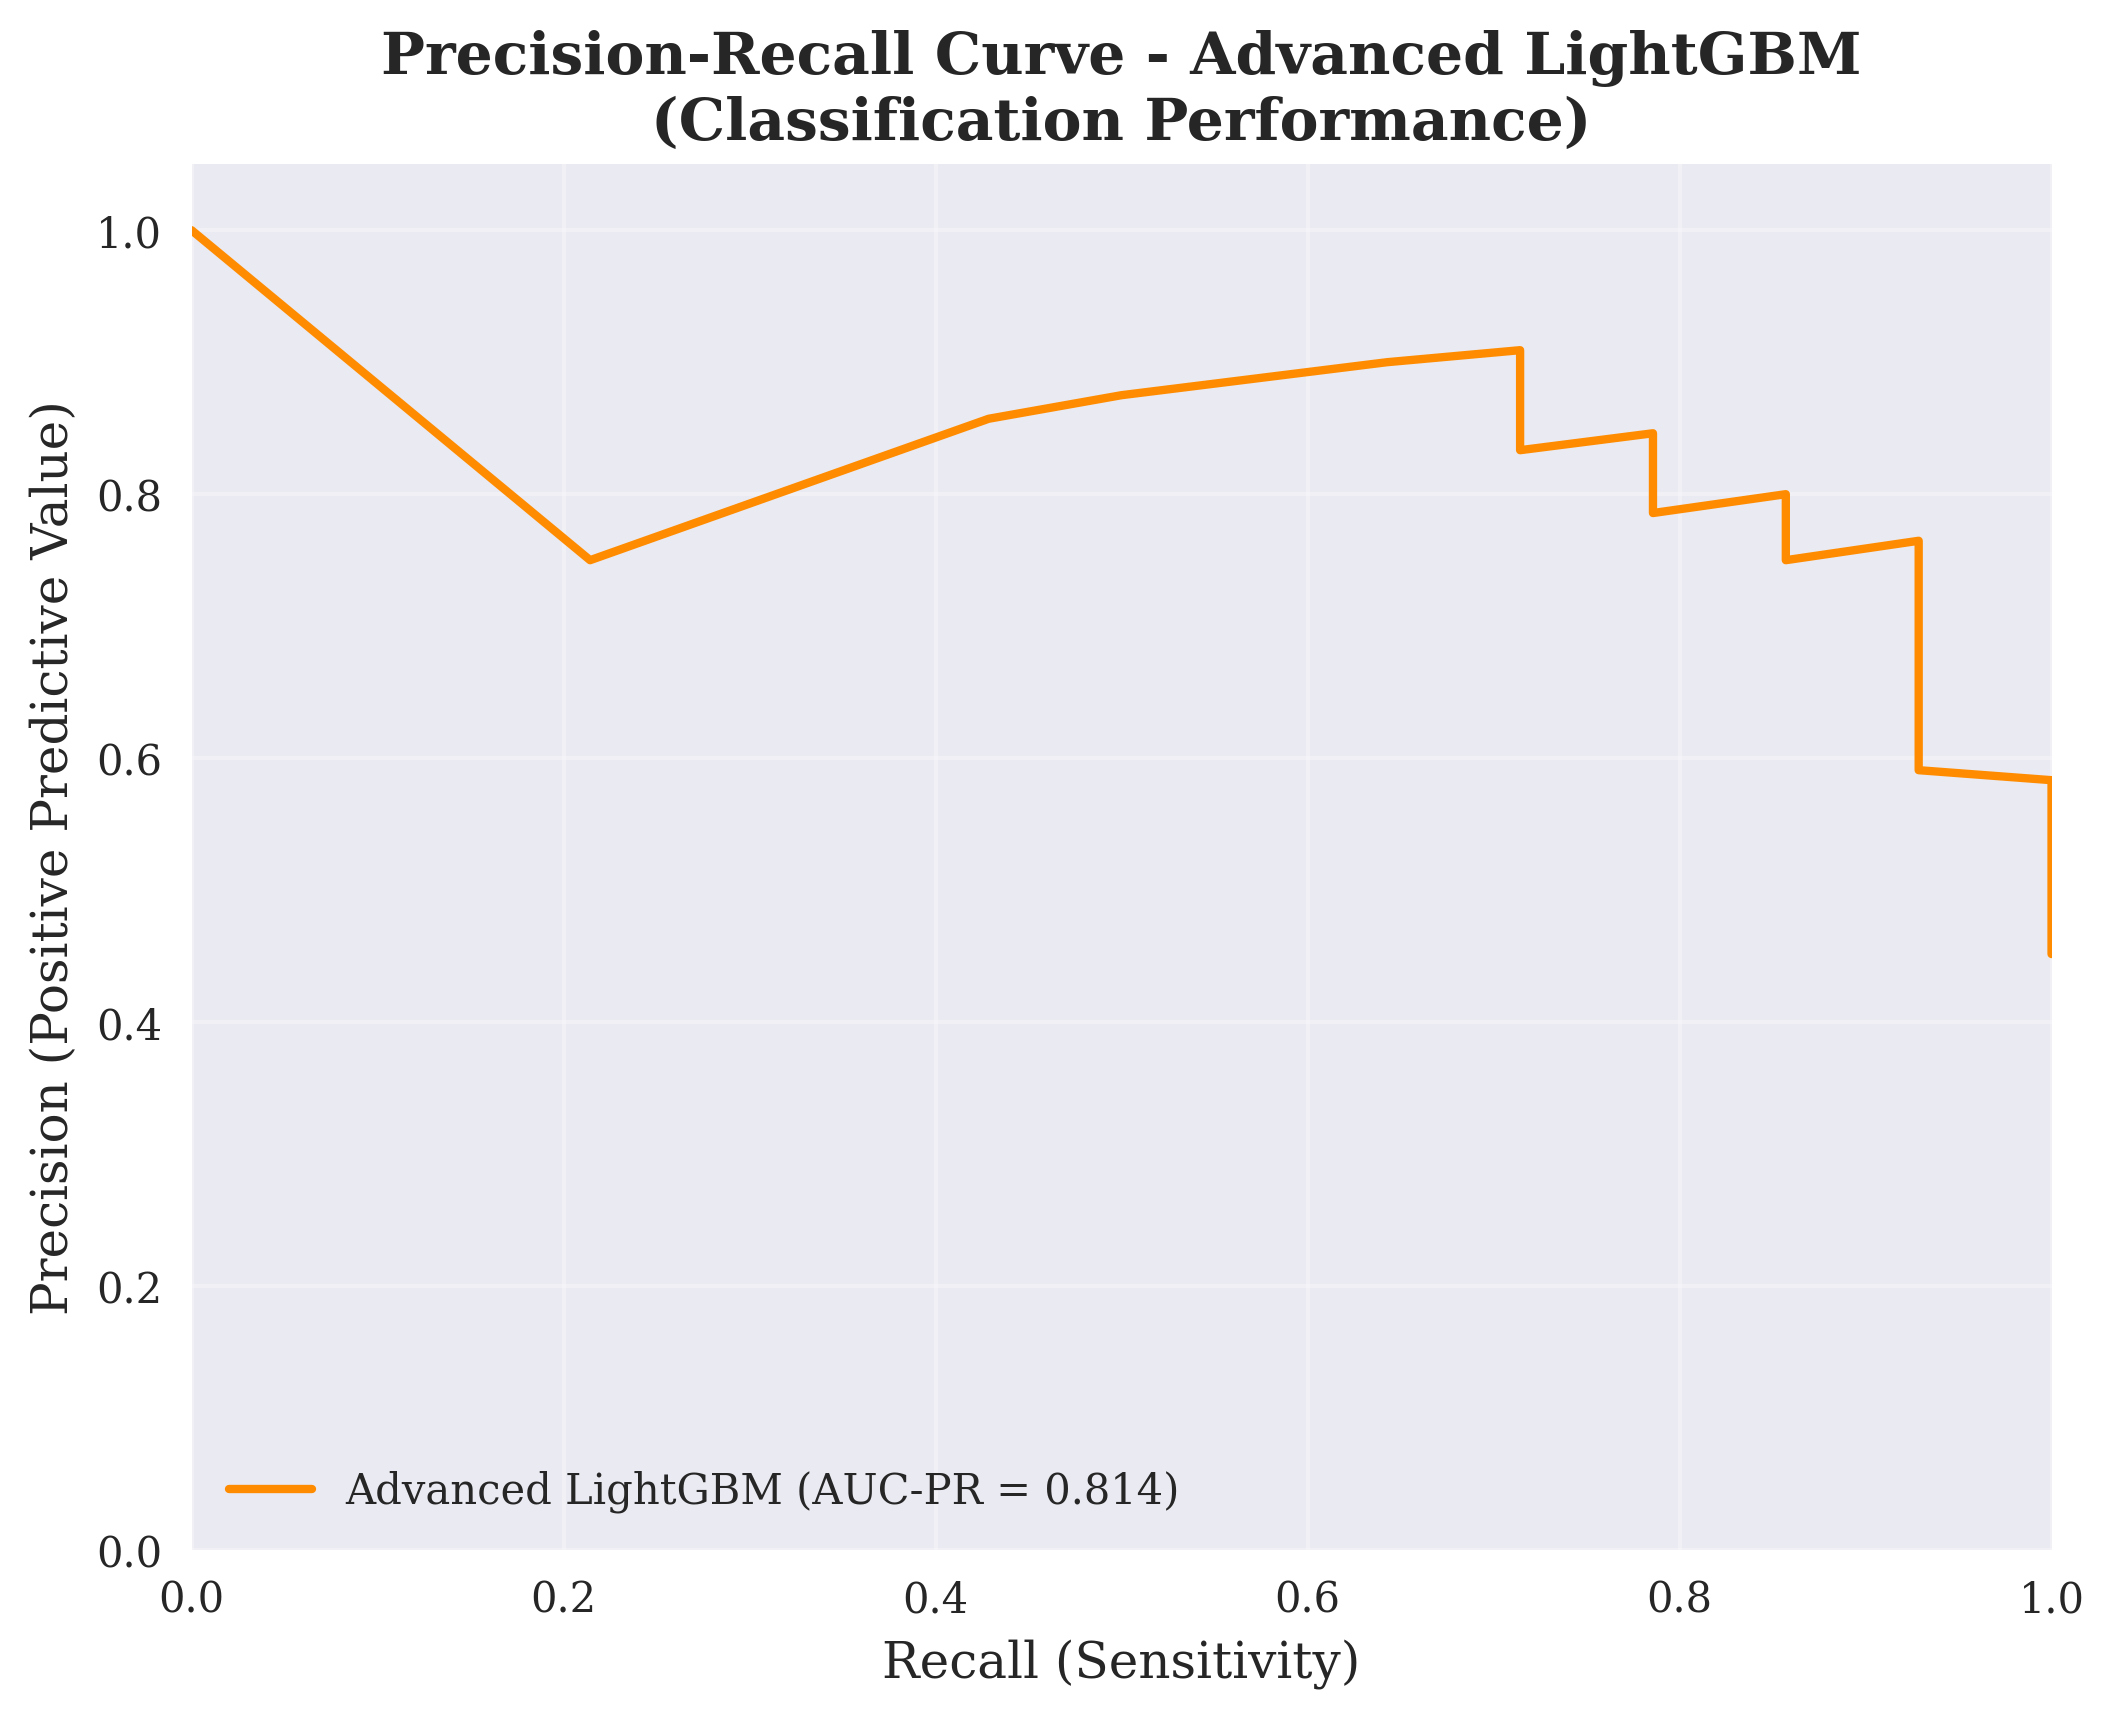 Precision-Recall Curve - Advanced LightGBM
(Classification Performance)
Precision (Positive Predictive Value)
1.0
0.8
0.6
0.4
0.2
0.0
Advanced LightGBM (AUC-PR = 0.814)
0.0 0.2 0.4 0.6 0.8 1.0
Recall (Sensitivity)